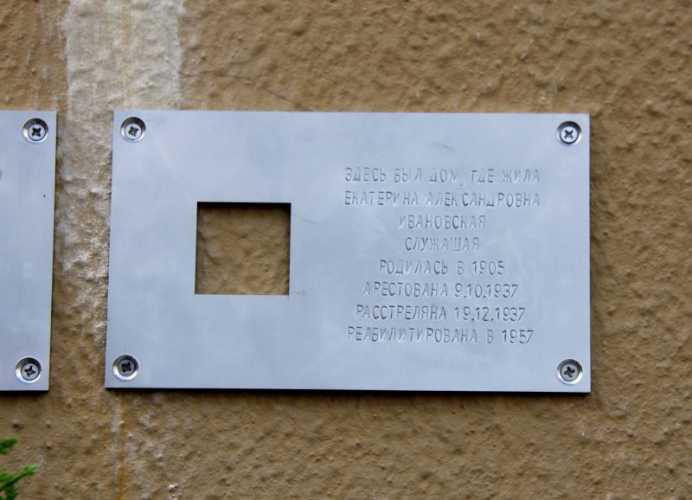 ЗДЕСЬ БЫЛ ДОМ, ГДЕ ЖИЛА
ЕКАТЕРИНА АЛЕКСАНДРОВНА
ИВАНОВСКАЯ
СЛУЖАЩАЯ
РОДИЛАСЬ В 1905
АРЕСТОВАНА 9.10.1937
РАССТРЕЛЯНА 19.12.1937
РЕАБИЛИТИРОВАНА В 1957